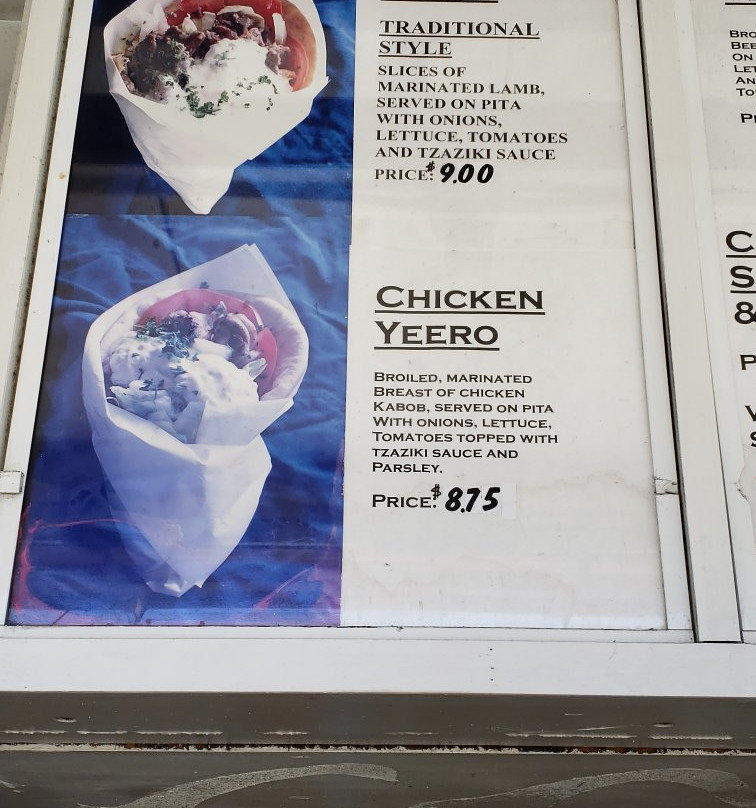 TRADITIONAL
STYLE
SLICES OF
MARINATED LAMB,
SERVED ON PITA
WITH ONIONS,
LETTUCE, TOMATOES
AND TZAZIKI SAUCE
PRICE: $9.00
CHICKEN
YEERO
BROILED, MARINATED
BREAST OF CHICKEN
KABOB, SERVED ON PITA
WITH ONIONS, LETTUCE,
TOMATOES TOPPED WITH
TZAZIKI SAUCE AND
PARSLEY.
PRICE: $8.75
ON
&